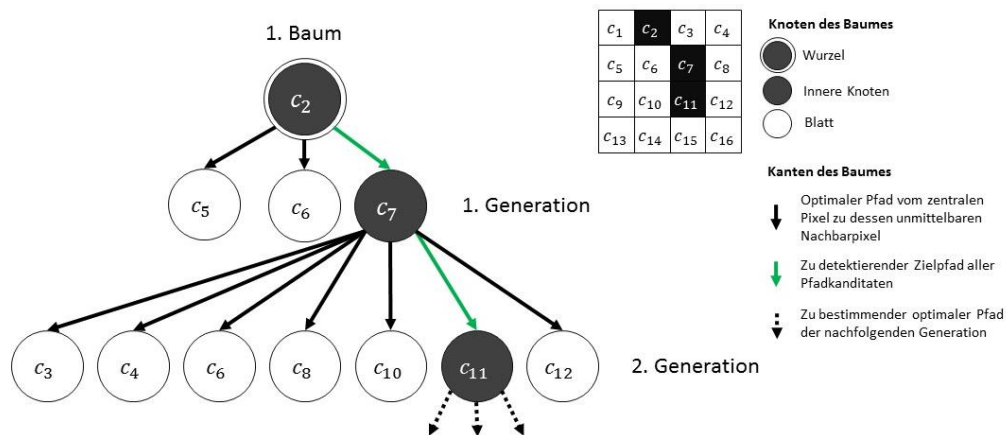 1. Baum
c2
c5
c6
c7
1. Generation
c3
c4
c6
c8
c10
c11
c12
2. Generation
c1 c2 c3 c4
c5 c6 c7 c8
c9 c10 c11 c12
c13 c14 c15 c16
Knoten des Baumes
Wurzel
Innere Knoten
Blatt
Kanten des Baumes
Optimaler Pfad vom zentralen
Pixel zu dessen unmittelbaren
Nachbarpixel
Zu detektierender Zielpfad aller
Pfadkanditaten
Zu bestimmender optimaler Pfad
der nachfolgenden Generation